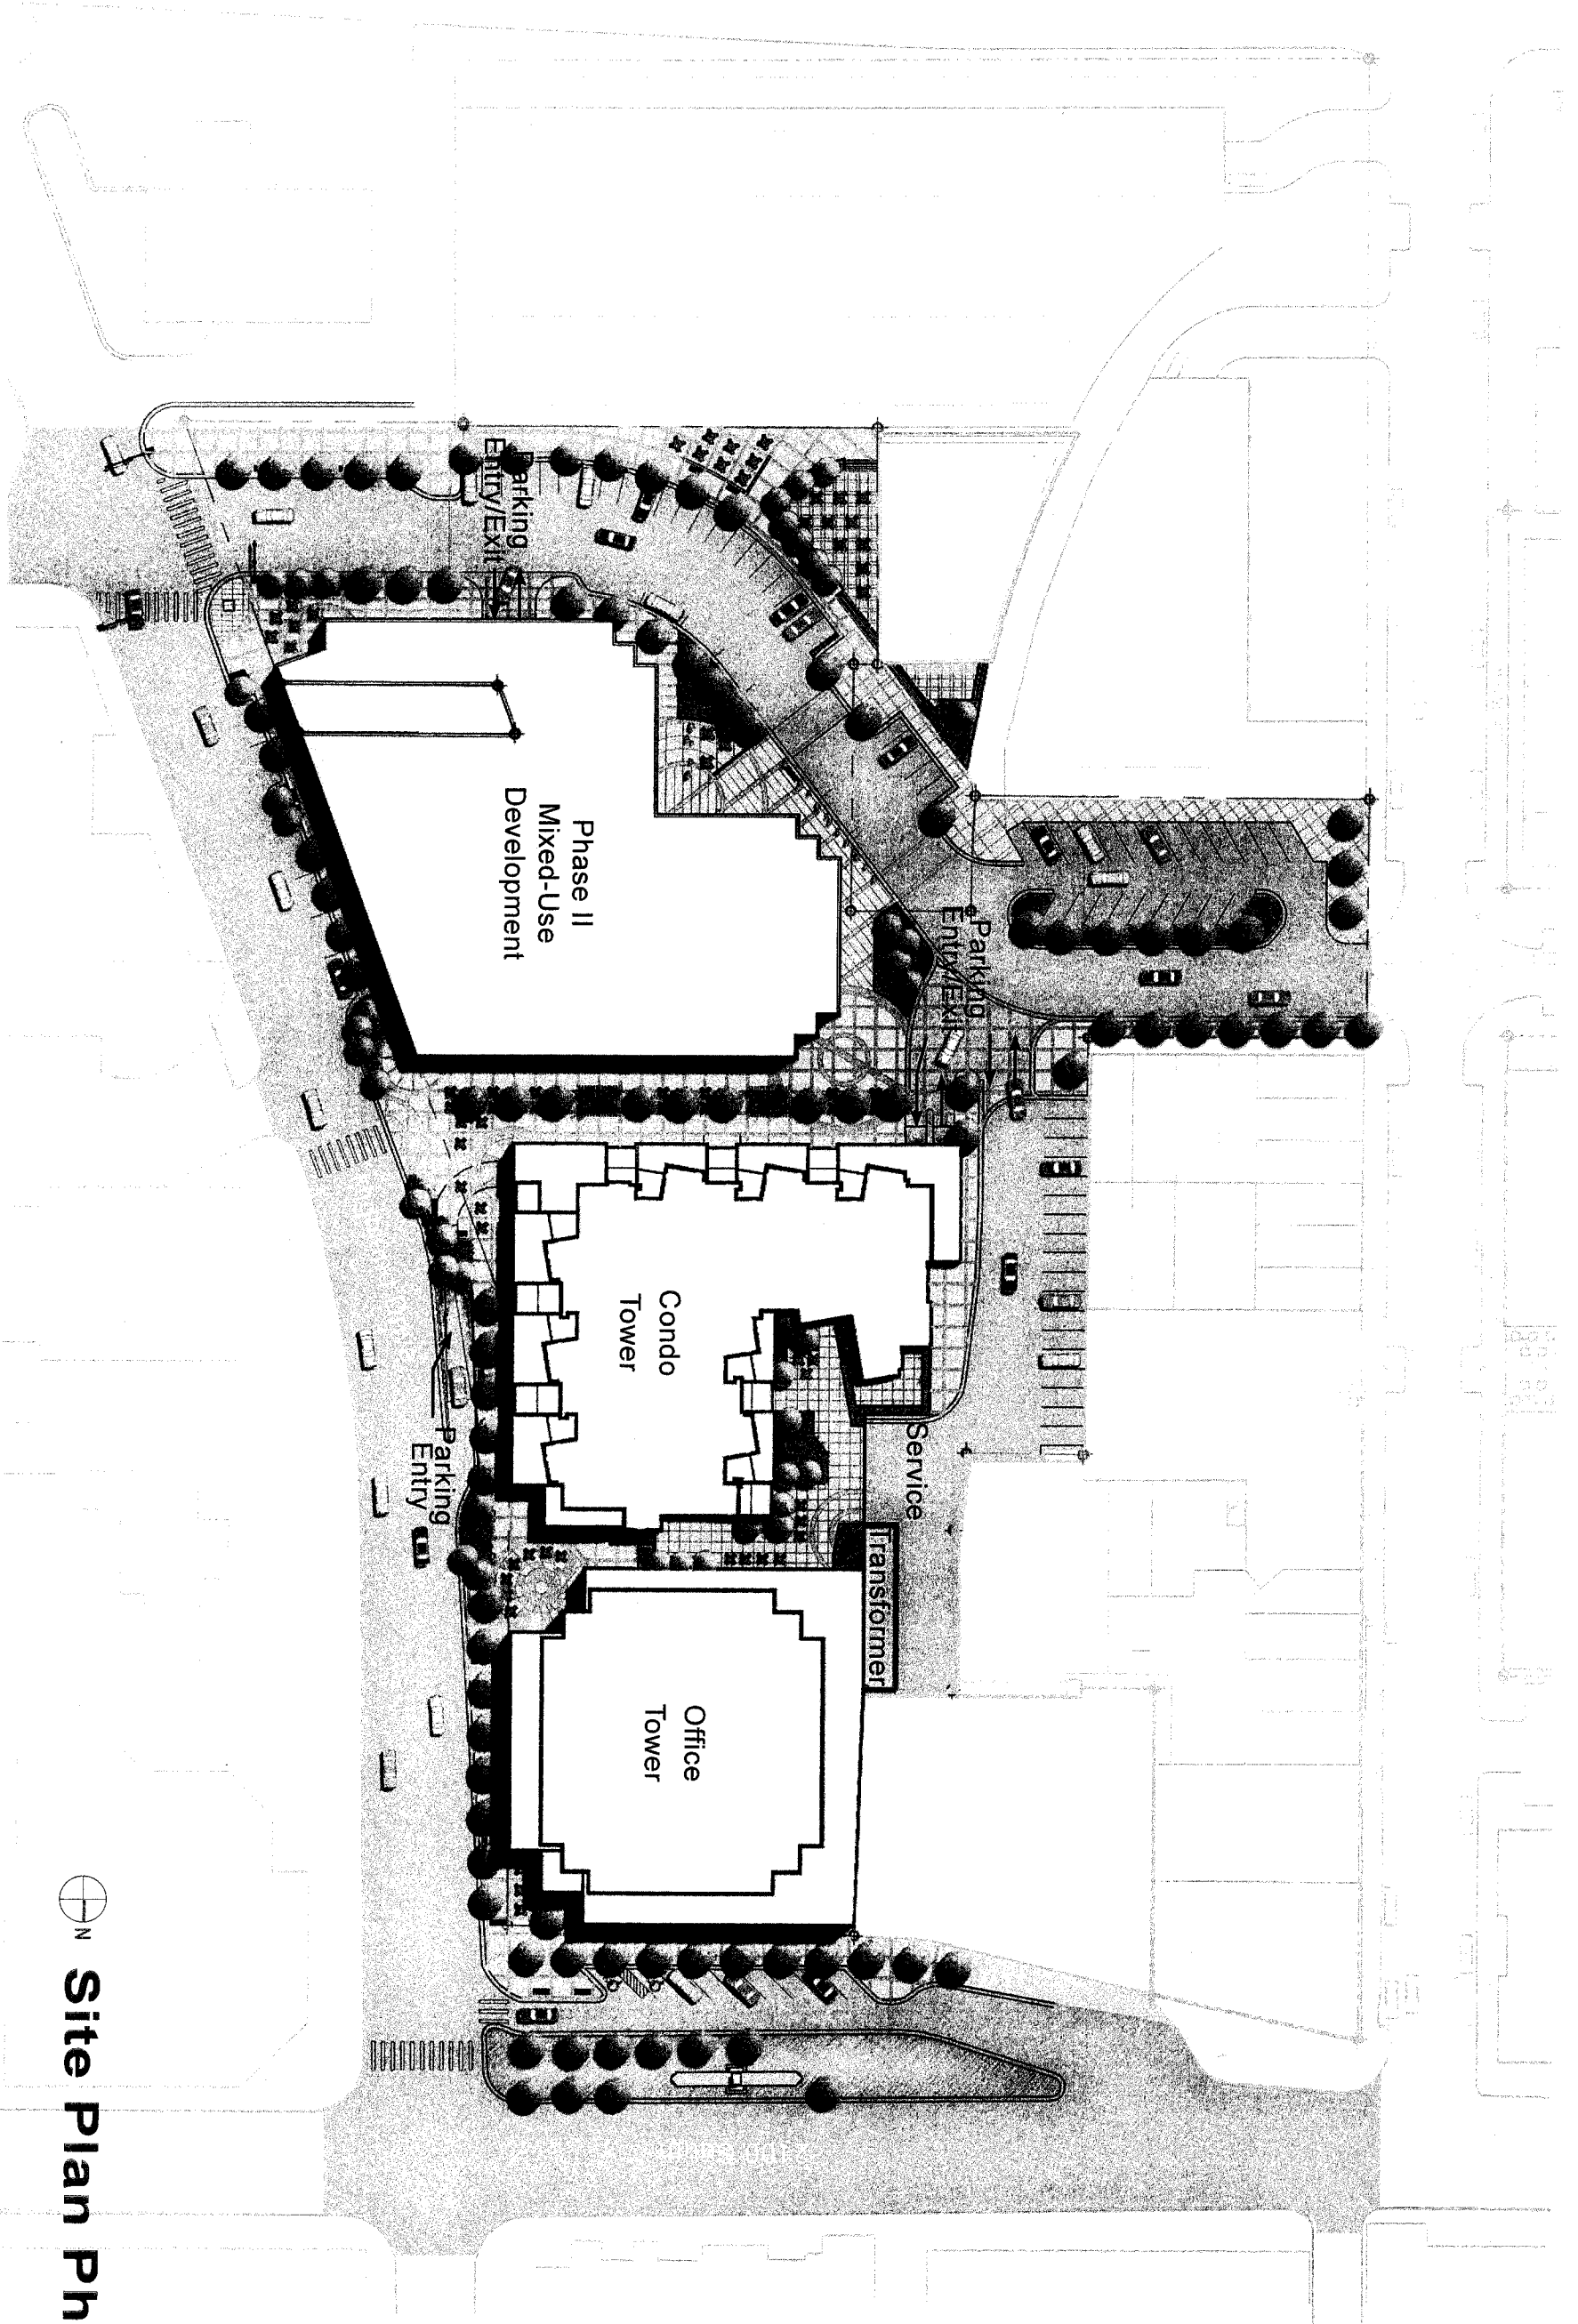 Parking
Entry/Exit
Phase II
Mixed-Use
Development
Parking
Entry/Exit
Condo
Tower
Parking
Entry
Service
Transformer
Office
Tower
N
Site Plan Ph